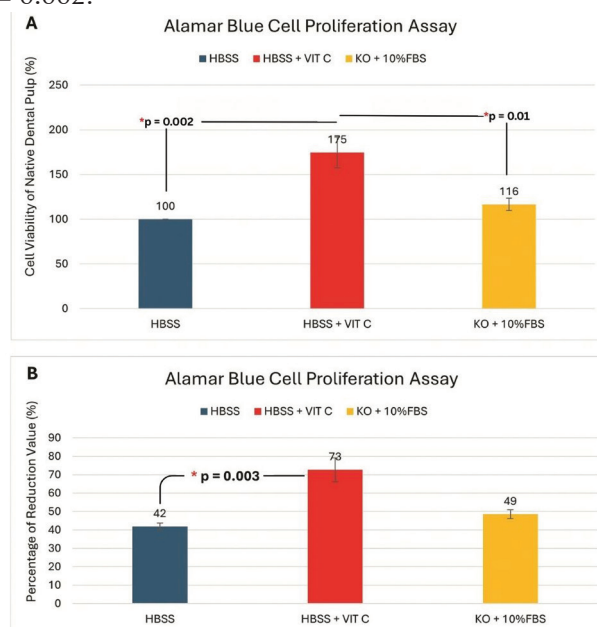 = 0.002.
A
Alamar Blue Cell Proliferation Assay
HBSS HBSS + VIT C KO + 10%FBS
Cell Viability of Native Dental Pulp (%)
250
200
150
100
50
0
*p = 0.002
*p = 0.01
175
116
100
HBSS HBSS + VIT C KO + 10%FBS
B
Alamar Blue Cell Proliferation Assay
HBSS HBSS + VIT C KO + 10%FBS
Percentage of Reduction Value (%)
90
80
70
60
50
40
30
20
10
0
* p = 0.003
73
49
42
HBSS HBSS + VIT C KO + 10%FBS